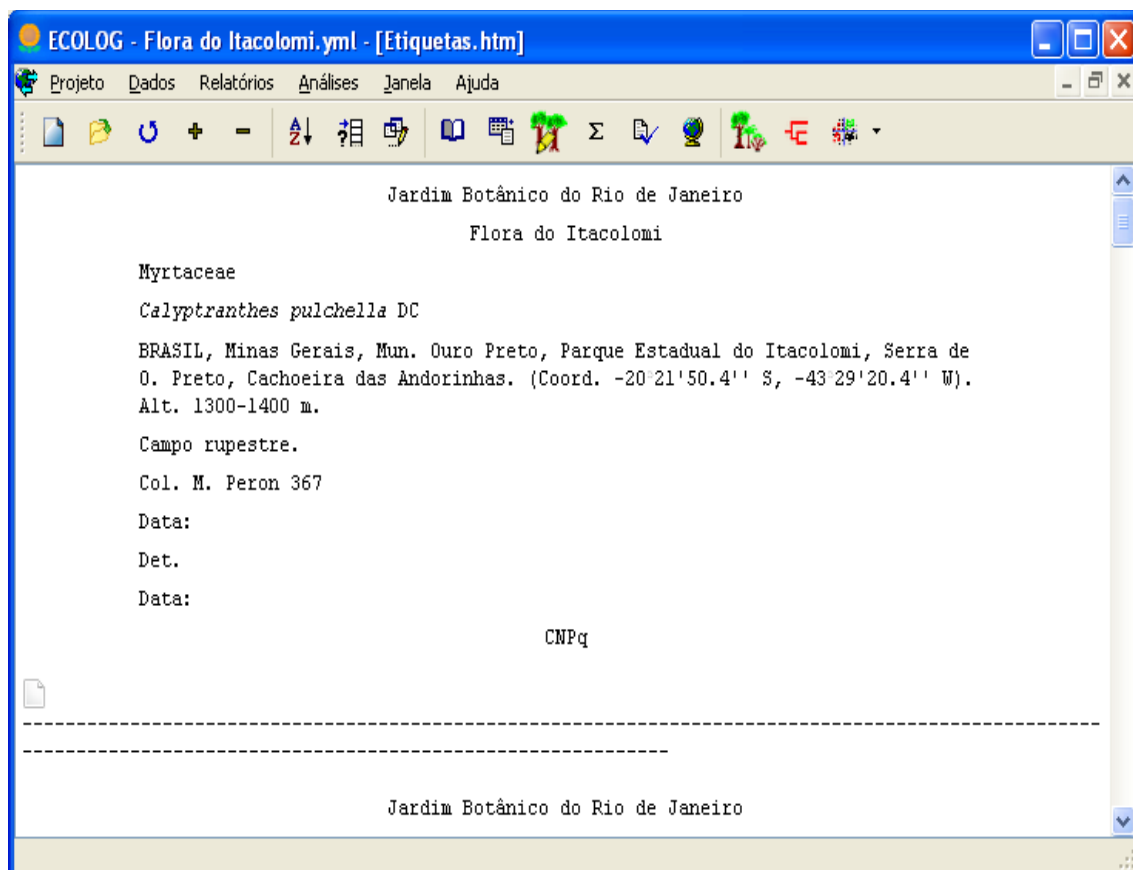 ECOLOG - Flora do Itacolomi.yml - [Etiquetas.htm]
Projeto Dados Relatórios Análises Janela Ajuda
Jardim Botânico do Rio de Janeiro
Flora do Itacolomi
Myrtaceae
Calyptranthes pulchella DC
BRASIL, Minas Gerais, Mun. Ouro Preto, Parque Estadual do Itacolomi, Serra de
O. Preto, Cachoeira das Andorinhas. (Coord. -20°21'50.4'' S, -43°29'20.4'' W).
Alt. 1300-1400 m.
Campo rupestre.
Col. M. Peron 367
Data:
Det.
Data:
CNPq
----------------------------------------------------------------------------------------------------
------------------------------------------------------------
Jardim Botânico do Rio de Janeiro